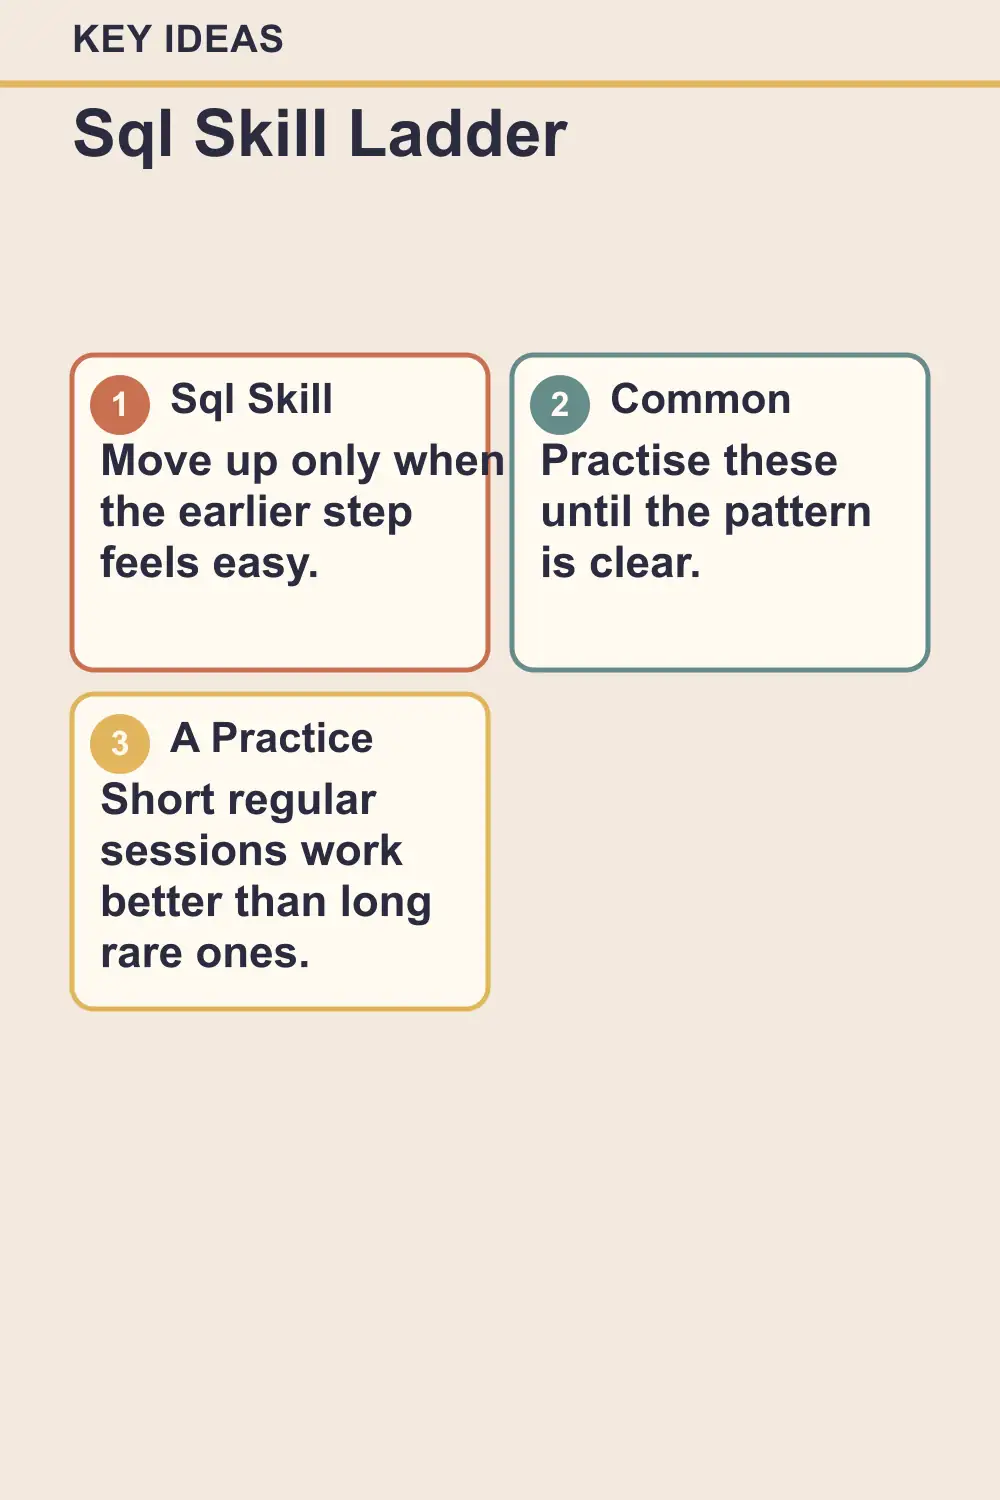 KEY IDEAS
Sql Skill Ladder
1 Sql Skill
Move up only when
the earlier step
feels easy.
2 Common
Practise these
until the pattern
is clear.
3 A Practice
Short regular
sessions work
better than long
rare ones.